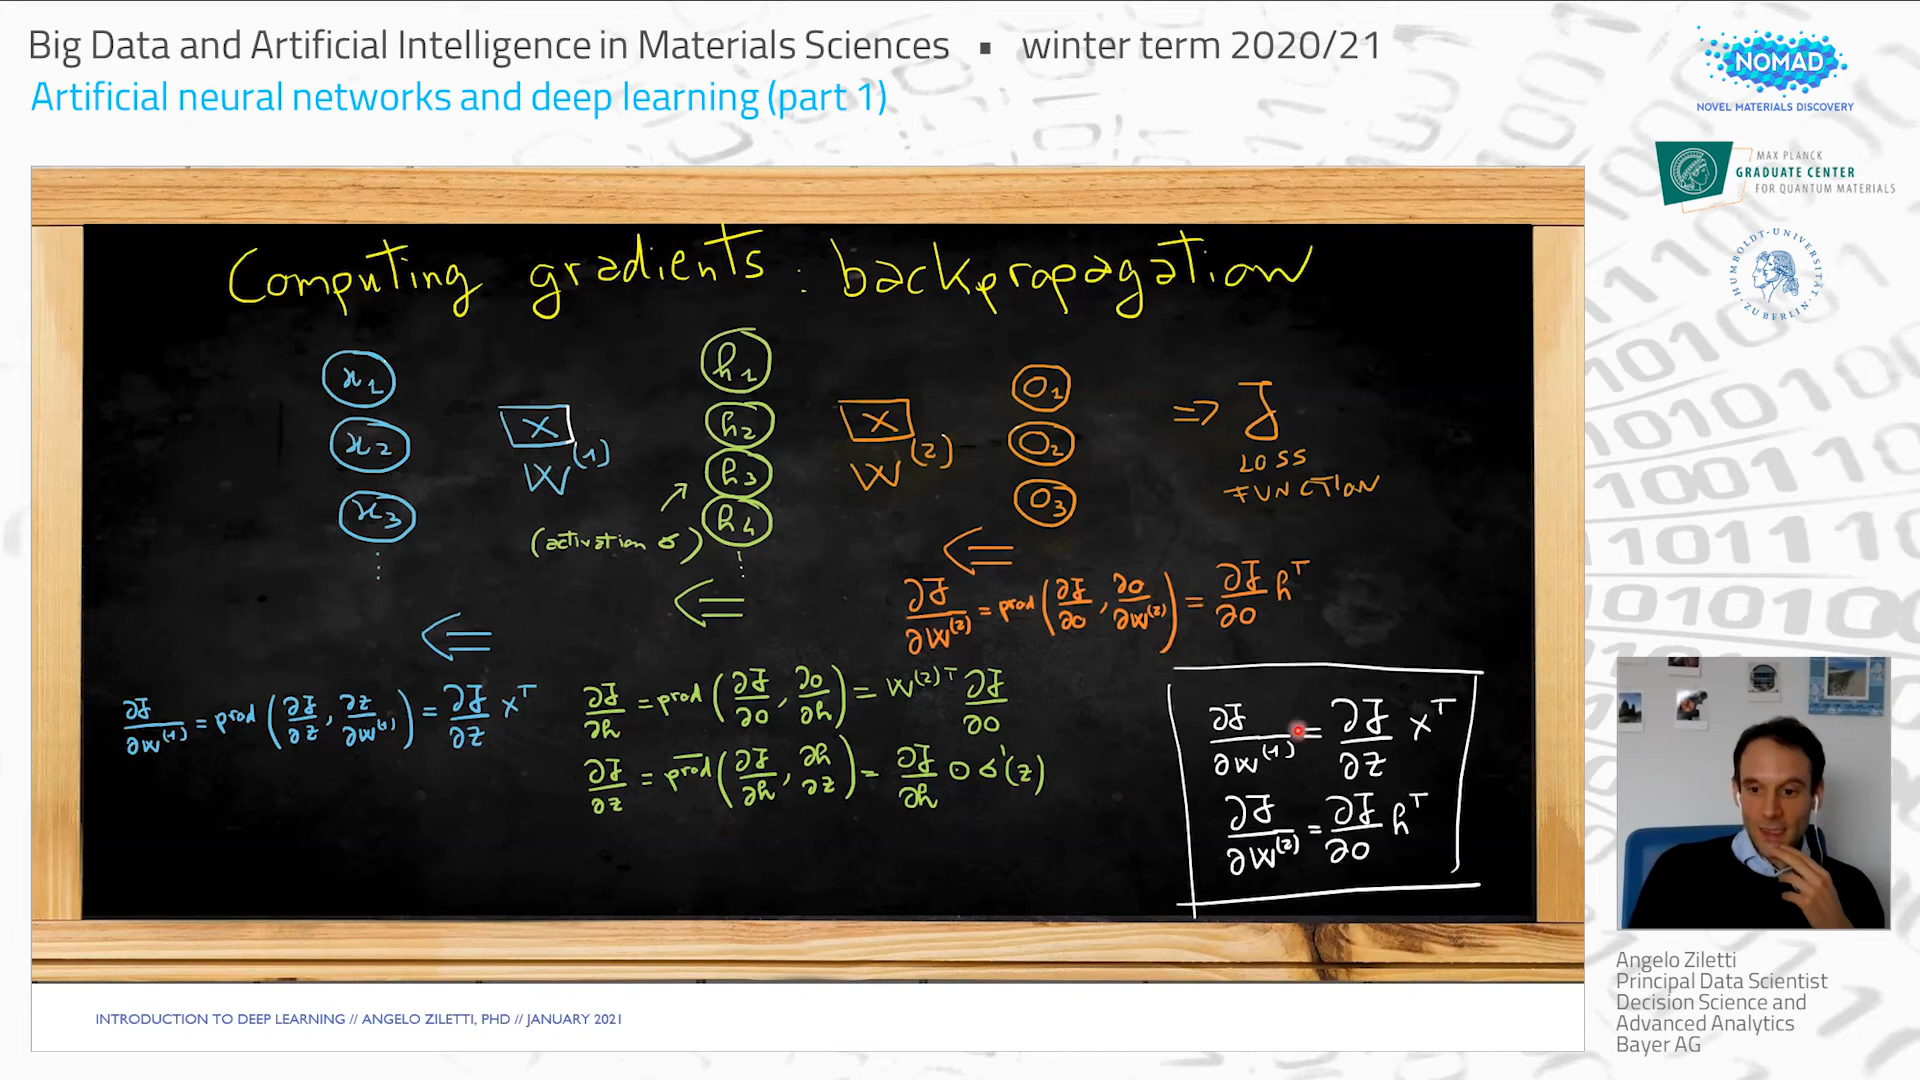 Big Data and Artificial Intelligence in Materials Sciences ▪ winter term 2020/21
Artificial neural networks and deep learning (part 1)
NOMAD
NOVEL MATERIALS DISCOVERY
MAX PLANCK
GRADUATE CENTER
FOR QUANTUM MATERIALS
HUMBOLDT-UNIVERSITÄT ZU BERLIN
Computing gradients : backpropagation
x₁ h₁ O₁
x₂ X W⁽¹⁾ h₂ X W⁽²⁾ O₂ => J
x₃ h₃ O₃
h₄
LOSS
FUNCTION
(activation σ)
∂J/∂W⁽²⁾ = prod(∂J/∂o, ∂o/∂W⁽²⁾) = ∂J/∂o hᵀ
∂J/∂W⁽¹⁾ = prod(∂J/∂z, ∂z/∂W⁽¹⁾) = ∂J/∂z xᵀ
∂J/∂h = prod(∂J/∂o, ∂o/∂h) = W⁽²⁾ᵀ ∂J/∂o
∂J/∂z = prod(∂J/∂h, ∂h/∂z) = ∂J/∂h ⊙ σ'(z)
∂J/∂W⁽¹⁾ = ∂J/∂z xᵀ
∂J/∂W⁽²⁾ = ∂J/∂o hᵀ
INTRODUCTION TO DEEP LEARNING // ANGELO ZILETTI, PHD // JANUARY 2021
Angelo Ziletti
Principal Data Scientist
Decision Science and
Advanced Analytics
Bayer AG